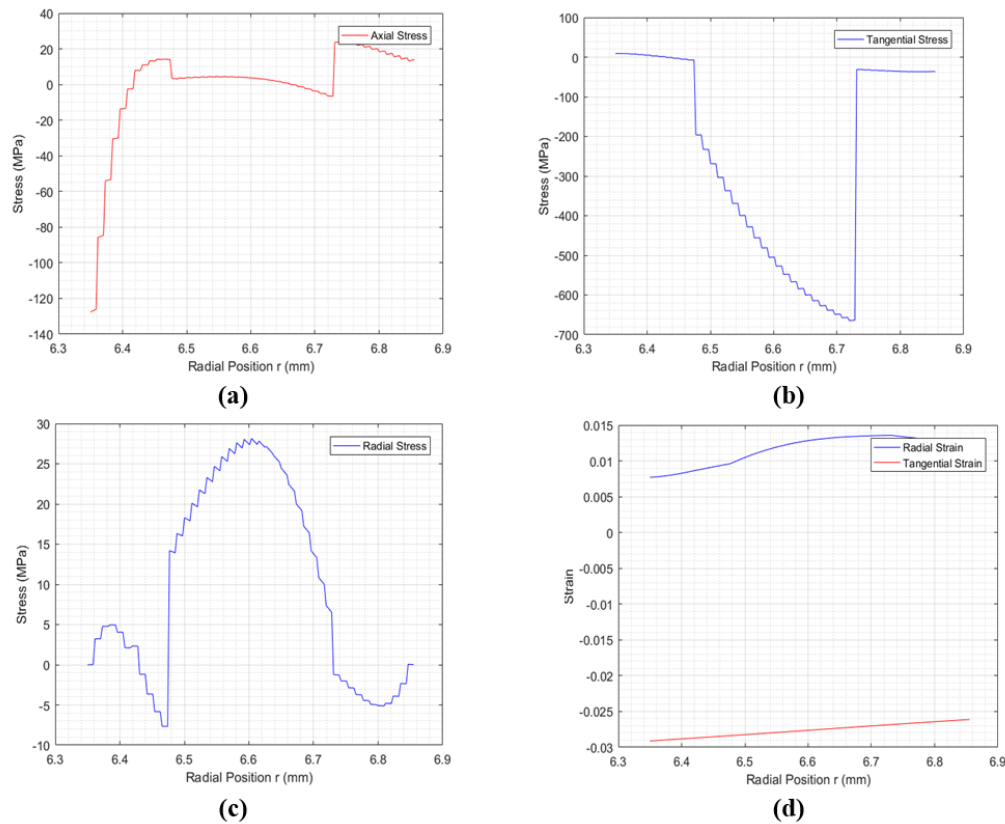 40
20
0
-20
-40
-60
-80
-100
-120
-140
Stress (MPa)
Axial Stress
6.3 6.4 6.5 6.6 6.7 6.8 6.9
Radial Position r (mm)
(a)
100
0
-100
-200
-300
-400
-500
-600
-700
Stress (MPa)
Tangential Stress
6.3 6.4 6.5 6.6 6.7 6.8 6.9
Radial Position r (mm)
(b)
30
25
20
15
10
5
0
-5
-10
Stress (MPa)
Radial Stress
6.3 6.4 6.5 6.6 6.7 6.8 6.9
Radial Position r (mm)
(c)
0.015
0.01
0.005
0
-0.005
-0.01
-0.015
-0.02
-0.025
-0.03
Strain
Radial Strain
Tangential Strain
6.3 6.4 6.5 6.6 6.7 6.8 6.9
Radial Position r (mm)
(d)